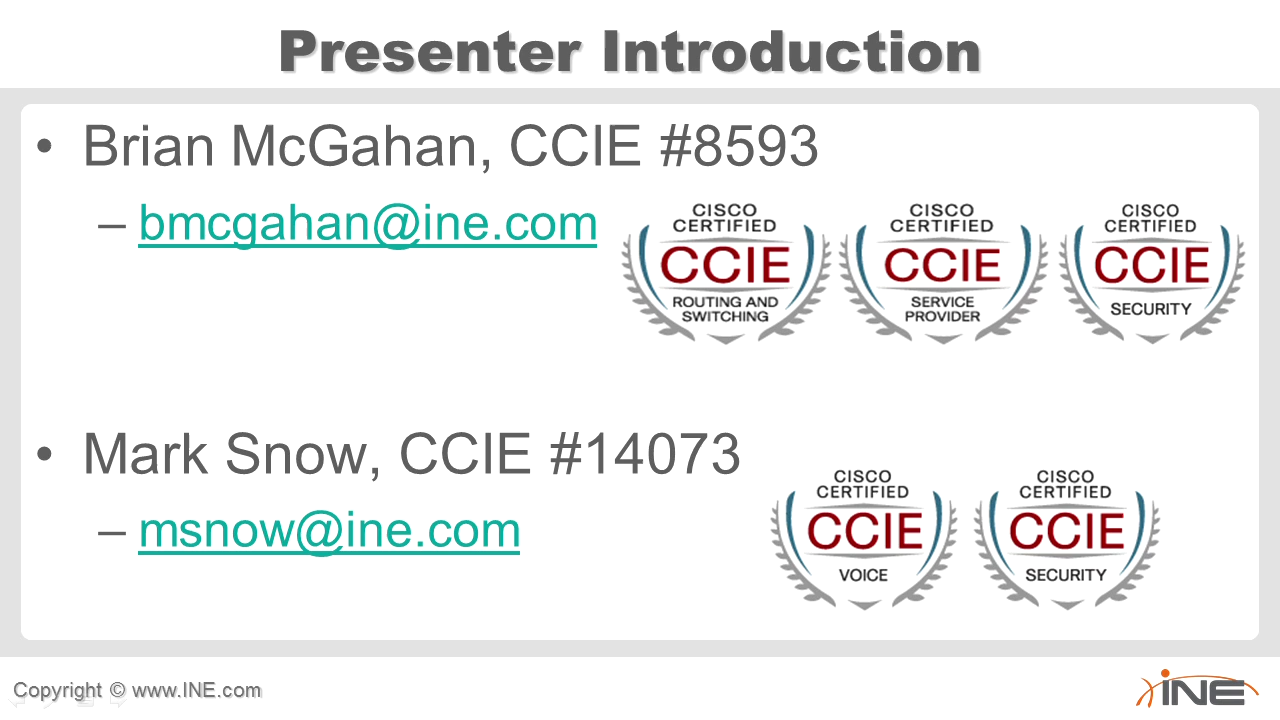 Presenter Introduction
• Brian McGahan, CCIE #8593
– bmcgahan@ine.com
CISCO CERTIFIED
CCIE
ROUTING AND SWITCHING
CISCO CERTIFIED
CCIE
SERVICE PROVIDER
CISCO CERTIFIED
CCIE
SECURITY
• Mark Snow, CCIE #14073
– msnow@ine.com
CISCO CERTIFIED
CCIE
VOICE
CISCO CERTIFIED
CCIE
SECURITY
Copyright © www.INE.com
INE